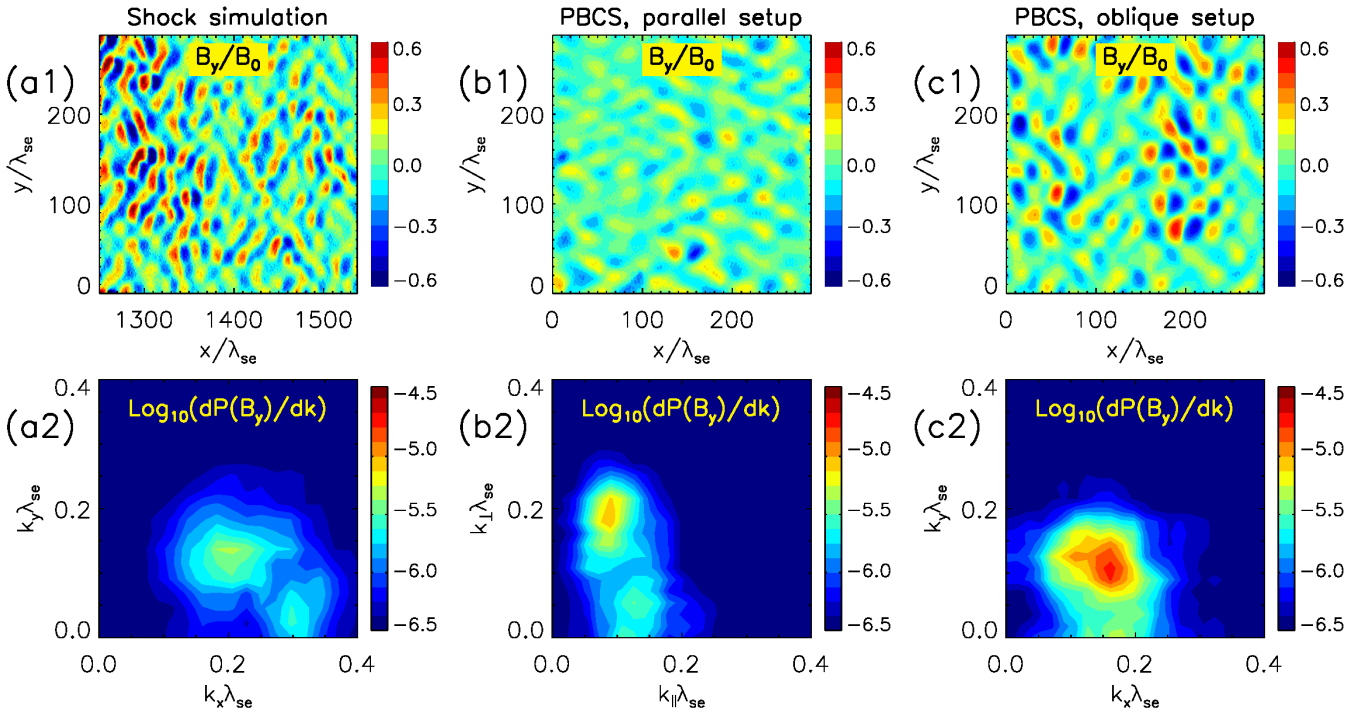 Shock simulation
PBCS, parallel setup
PBCS, oblique setup
(a1)
B_y/B_0
y/λ_se
200
100
0
1300 1400 1500
x/λ_se
0.6
0.3
0.0
−0.3
−0.6
(b1)
B_y/B_0
y/λ_se
200
100
0
0 100 200
x/λ_se
0.6
0.3
0.0
−0.3
−0.6
(c1)
B_y/B_0
y/λ_se
200
100
0
0 100 200
x/λ_se
0.6
0.3
0.0
−0.3
−0.6
(a2)
Log_10(dP(B_y)/dk)
k_yλ_se
0.4
0.2
0.0
0.0 0.2 0.4
k_xλ_se
−4.5
−5.0
−5.5
−6.0
−6.5
(b2)
Log_10(dP(B_y)/dk)
k_⊥λ_se
0.4
0.2
0.0
0.0 0.2 0.4
k_∥λ_se
−4.5
−5.0
−5.5
−6.0
−6.5
(c2)
Log_10(dP(B_y)/dk)
k_yλ_se
0.4
0.2
0.0
0.0 0.2 0.4
k_xλ_se
−4.5
−5.0
−5.5
−6.0
−6.5